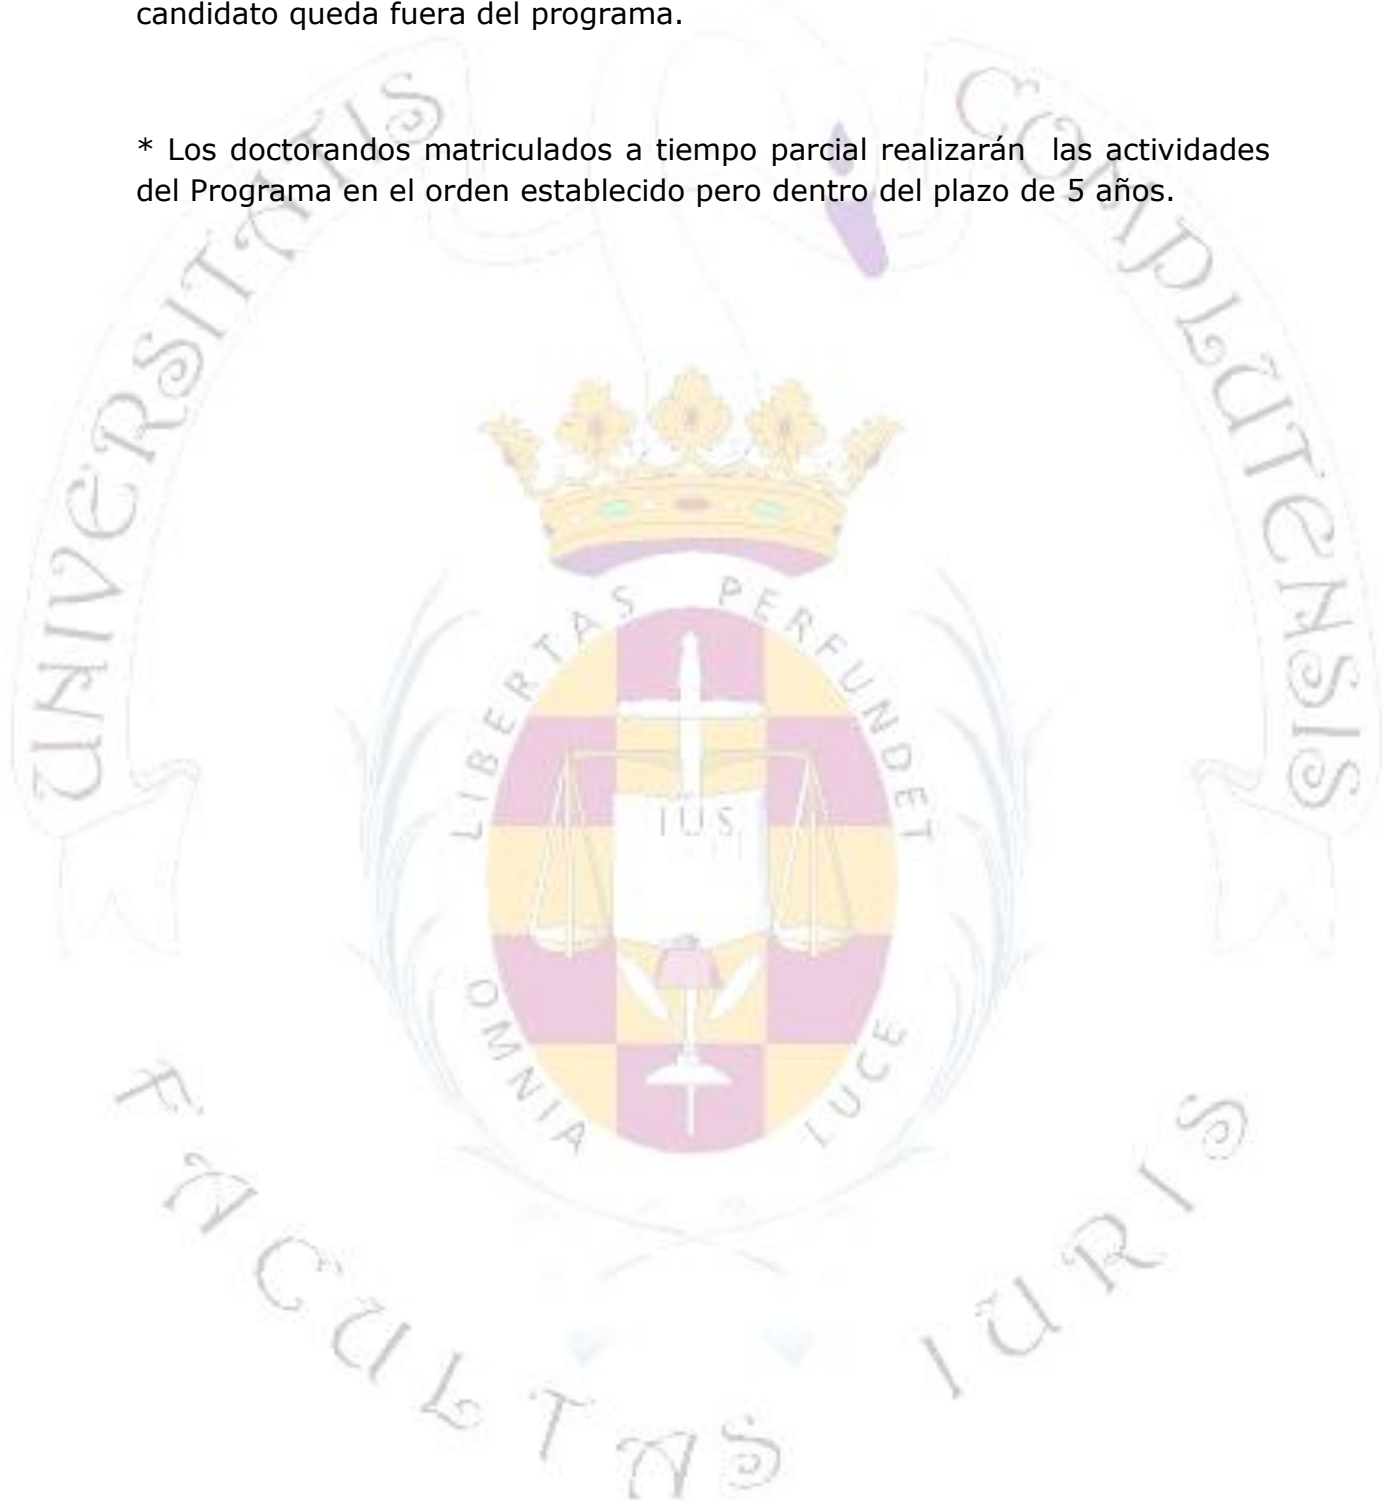 candidato queda fuera del programa.
* Los doctorandos matriculados a tiempo parcial realizarán las actividades
del Programa en el orden establecido pero dentro del plazo de 5 años.
UNIVERSITATIS COMPLUTENSIS
LIBERTAS PERFUNDET
OMNIA LUCE
IUS
FACULTAS IURIS